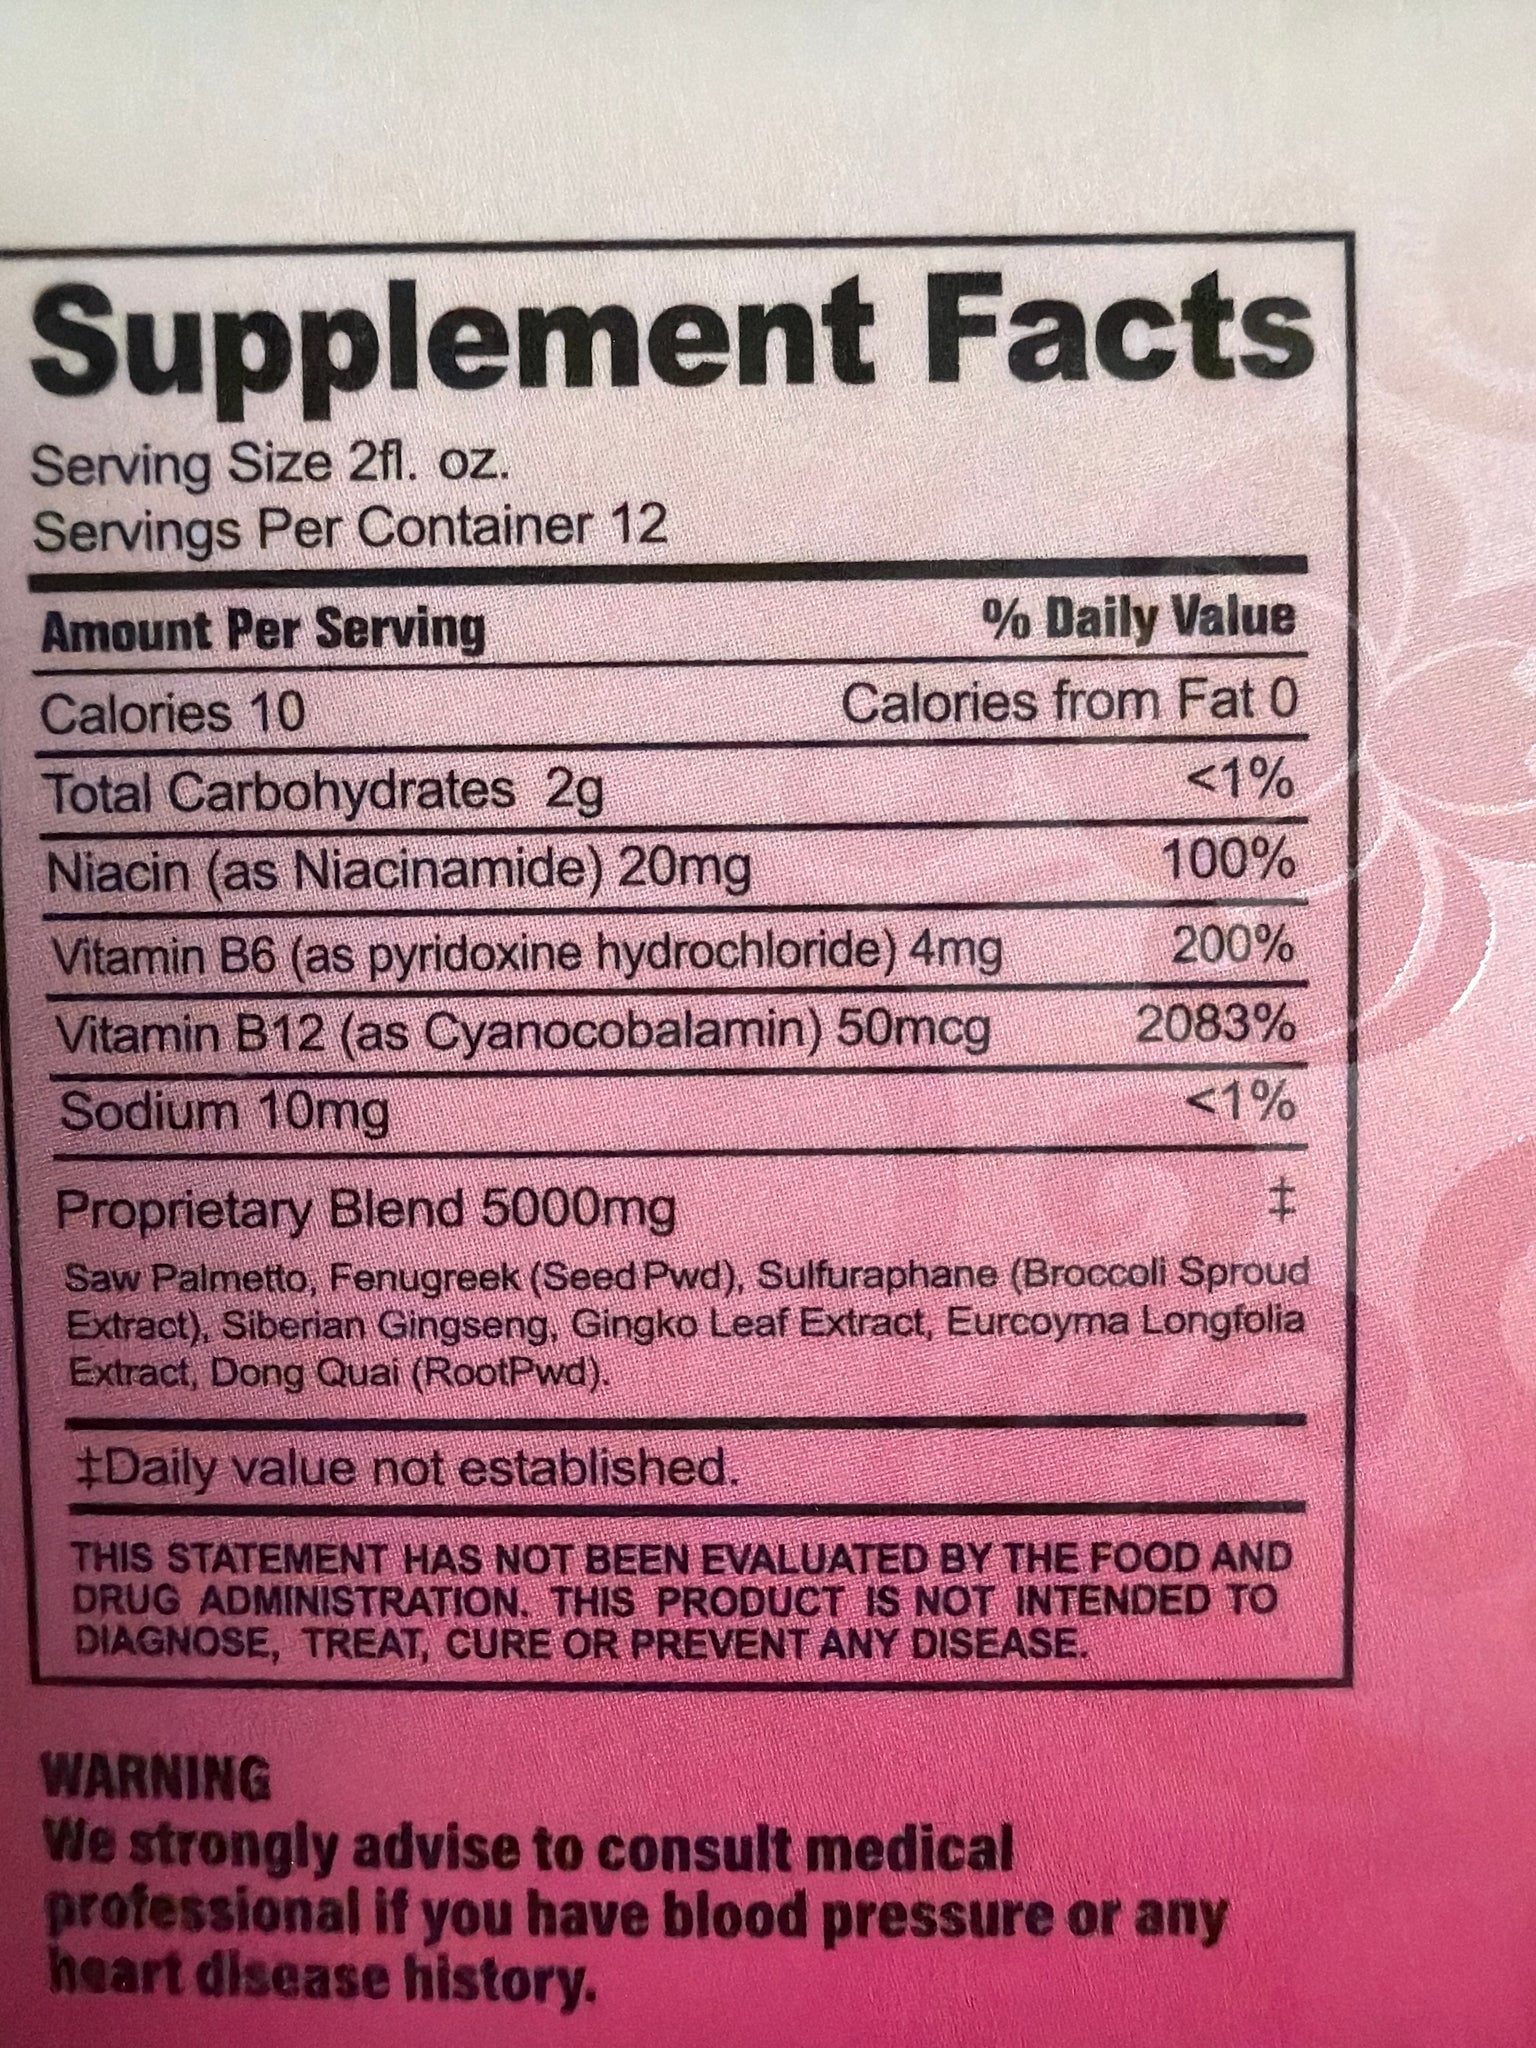 Supplement Facts
Serving Size 2fl. oz.
Servings Per Container 12
Amount Per Serving % Daily Value
Calories 10 Calories from Fat 0
Total Carbohydrates 2g <1%
Niacin (as Niacinamide) 20mg 100%
Vitamin B6 (as pyridoxine hydrochloride) 4mg 200%
Vitamin B12 (as Cyanocobalamin) 50mcg 2083%
Sodium 10mg <1%
Proprietary Blend 5000mg ‡
Saw Palmetto, Fenugreek (Seed Pwd), Sulfuraphane (Broccoli Sproud
Extract), Siberian Gingseng, Gingko Leaf Extract, Eurcoyma Longfolia
Extract, Dong Quai (RootPwd).
‡Daily value not established.
THIS STATEMENT HAS NOT BEEN EVALUATED BY THE FOOD AND
DRUG ADMINISTRATION. THIS PRODUCT IS NOT INTENDED TO
DIAGNOSE, TREAT, CURE OR PREVENT ANY DISEASE.
WARNING
We strongly advise to consult medical
professional if you have blood pressure or any
heart disease history.